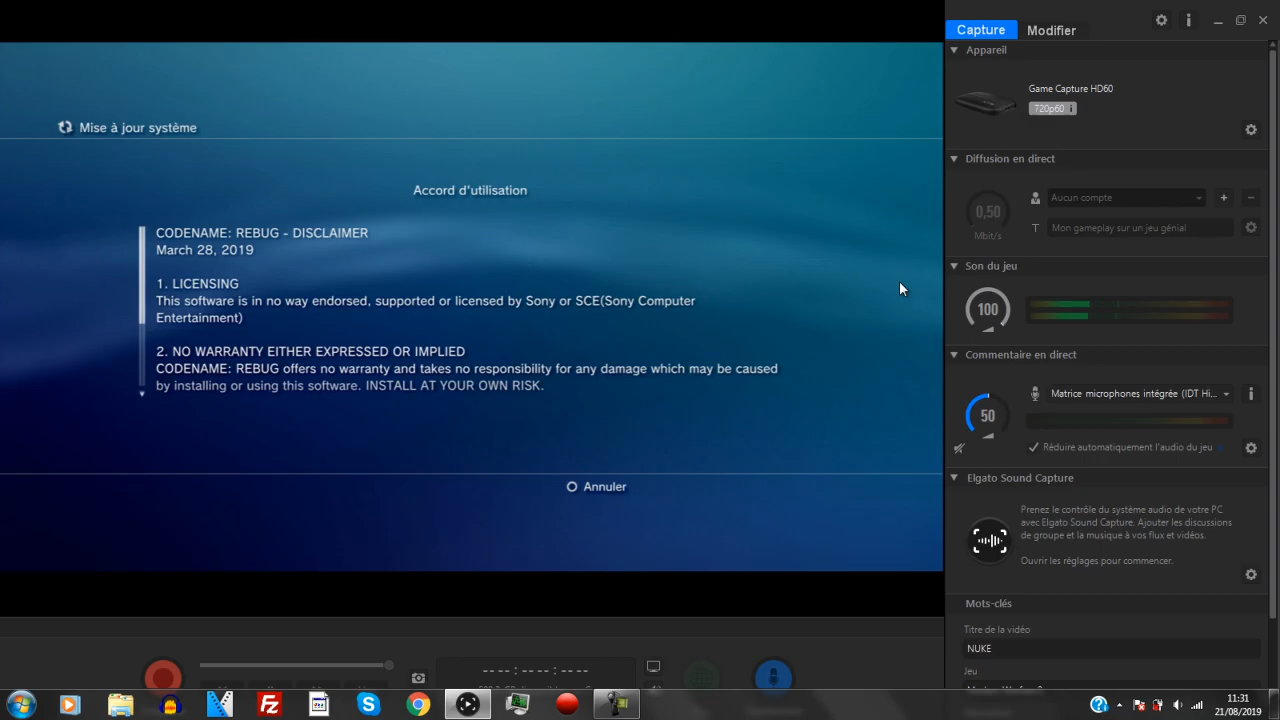 Capture
Modifier
Appareil
Game Capture HD60
720p60 i
Mise à jour système
Diffusion en direct
Accord d'utilisation
Aucun compte
0,50
Mbit/s
T Mon gameplay sur un jeu génial
CODENAME: REBUG - DISCLAIMER
March 28, 2019
Son du jeu
1. LICENSING
This software is in no way endorsed, supported or licensed by Sony or SCE(Sony Computer
Entertainment)
100
2. NO WARRANTY EITHER EXPRESSED OR IMPLIED
CODENAME: REBUG offers no warranty and takes no responsibility for any damage which may be caused
by installing or using this software. INSTALL AT YOUR OWN RISK.
Commentaire en direct
Matrice microphones intégrée (IDT Hi...
50
Réduire automatiquement l'audio du jeu
Annuler
Elgato Sound Capture
Prenez le contrôle du système audio de votre PC
avec Elgato Sound Capture. Ajouter les discussions
de groupe et la musique à vos flux et vidéos.
Ouvrir les réglages pour commencer.
Mots-clés
Titre de la vidéo
NUKE
Jeu
-- -- : -- -- : -- --
11:31
21/08/2019